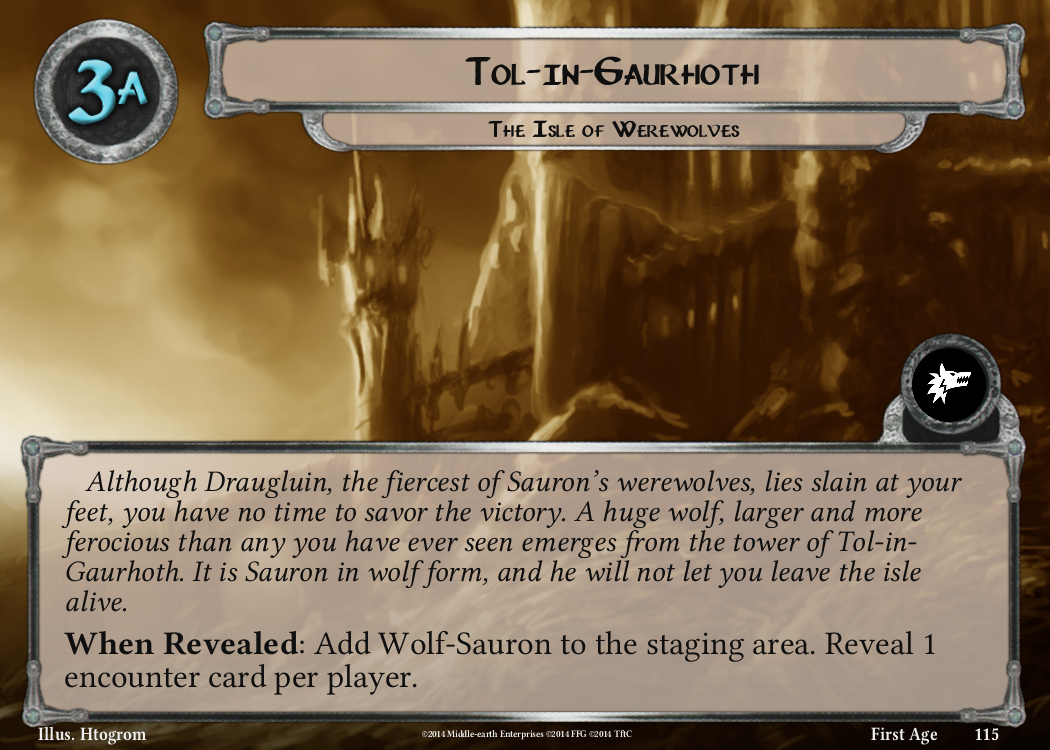 3A
Tol-in-Gaurhoth
The Isle of Werewolves
Although Draugluin, the fiercest of Sauron's werewolves, lies slain at your
feet, you have no time to savor the victory. A huge wolf, larger and more
ferocious than any you have ever seen emerges from the tower of Tol-in-
Gaurhoth. It is Sauron in wolf form, and he will not let you leave the isle
alive.
When Revealed: Add Wolf-Sauron to the staging area. Reveal 1
encounter card per player.
Illus. Htogrom
©2014 Middle-earth Enterprises ©2014 FFG ©2014 TftC
First Age 115